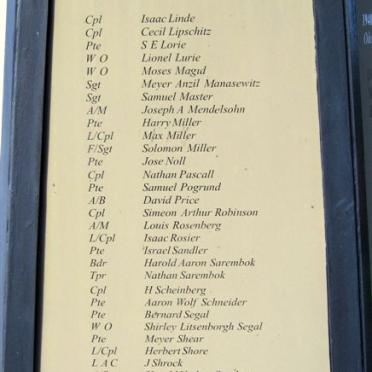 Cpl Isaac Linde
Cpl Cecil Lipschitz
Pte S E Lorie
W O Lionel Lurie
W O Moses Magid
Sgt Meyer Anzil Manasewitz
Sgt Samuel Master
A/M Joseph A Mendelsohn
Pte Harry Miller
L/Cpl Max Miller
F/Sgt Solomon Miller
Pte Jose Noll
Cpl Nathan Pascall
Pte Samuel Pogrund
A/B David Price
Cpl Simeon Arthur Robinson
A/M Louis Rosenberg
L/Cpl Isaac Rosier
Pte Israel Sandler
Bdr Harold Aaron Sarembok
Tpr Nathan Sarembok
Cpl H Scheinberg
Pte Aaron Wolf Schneider
Pte Bernard Segal
W O Shirley Litsenborgh Segal
Pte Meyer Shear
L/Cpl Herbert Shore
L A C J Shrock